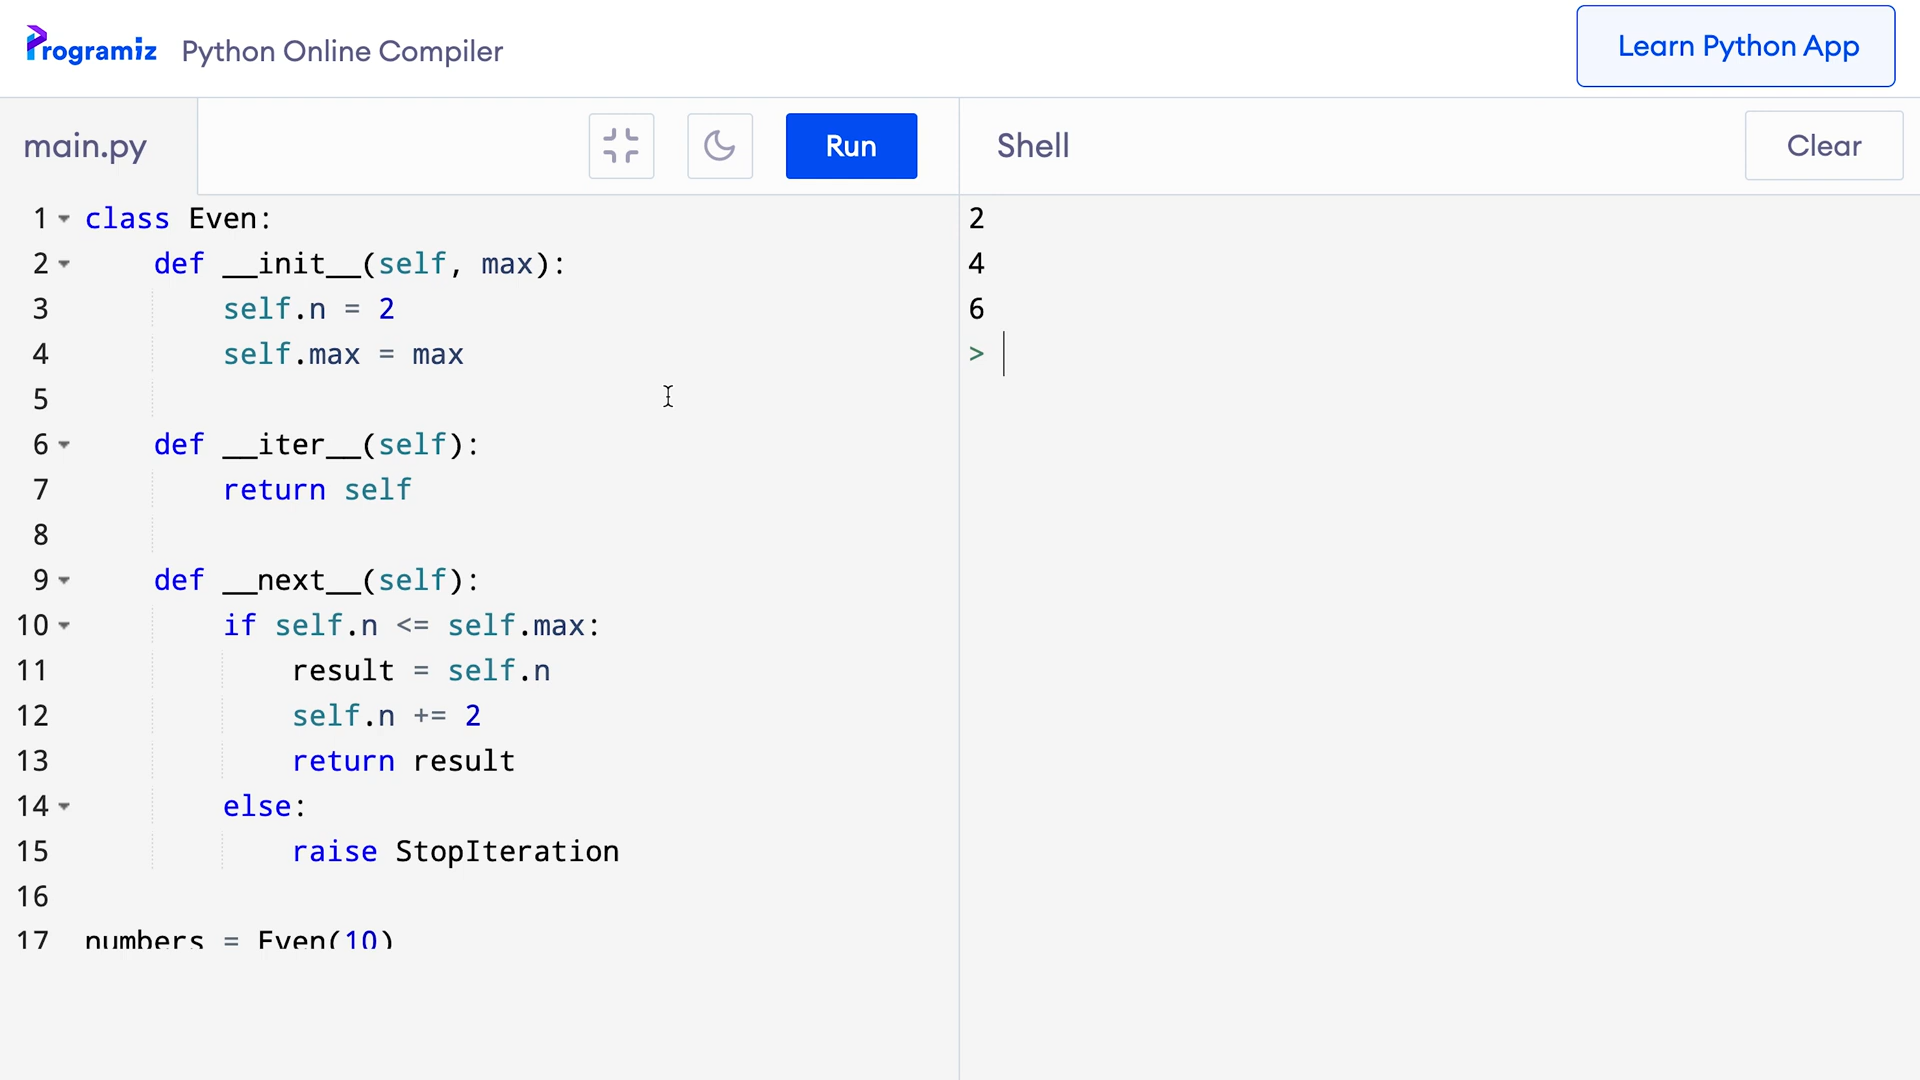 Programiz Python Online Compiler
Learn Python App
main.py
Run
Shell
Clear
1 class Even:
2     def __init__(self, max):
3         self.n = 2
4         self.max = max
5
6     def __iter__(self):
7         return self
8
9     def __next__(self):
10         if self.n <= self.max:
11             result = self.n
12             self.n += 2
13             return result
14         else:
15             raise StopIteration
16
17 numbers = Even(10)
2
4
6
>